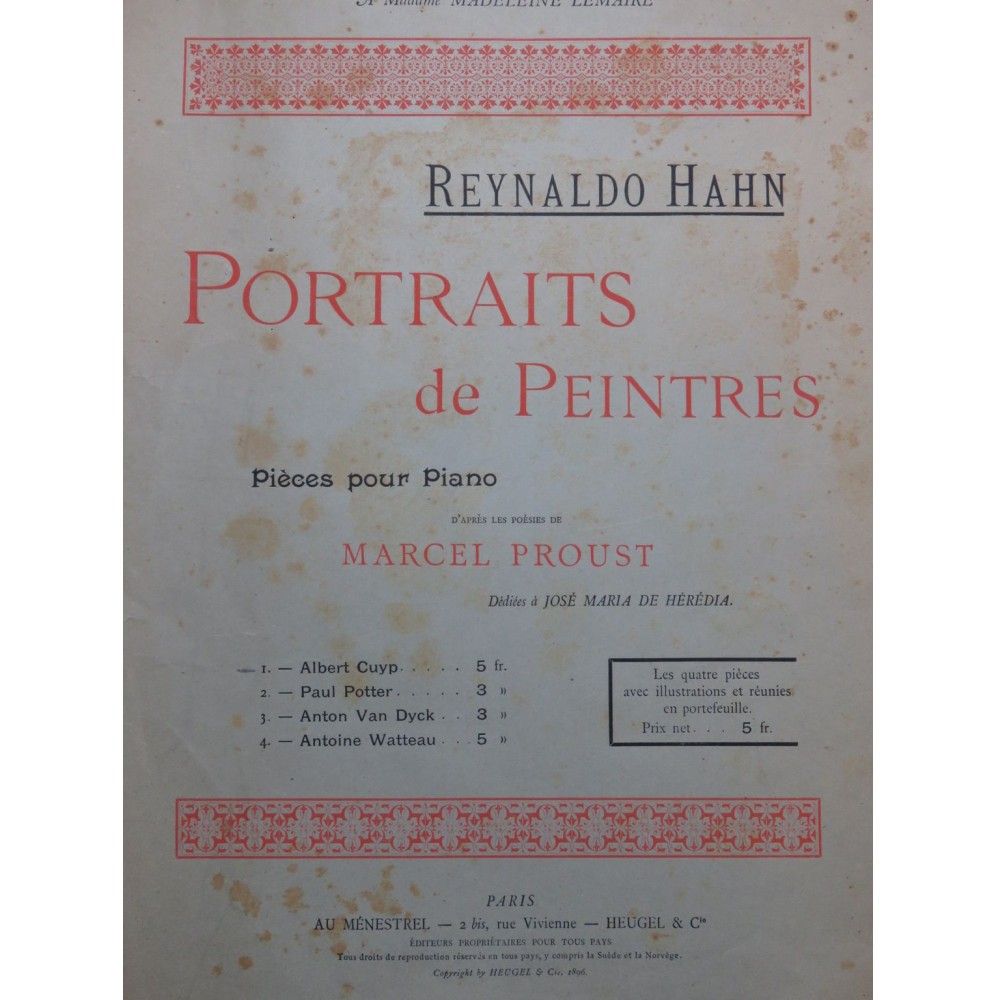 A Madame MADELEINE LEMAIRE
REYNALDO HAHN
PORTRAITS
de PEINTRES
Pièces pour Piano
D'APRÈS LES POÉSIES DE
MARCEL PROUST
Dédiées à JOSÉ MARIA DE HÉRÉDIA.
1. — Albert Cuyp. . . . . 5 fr.
2. — Paul Potter . . . . . 3 »
3. — Anton Van Dyck . . 3 »
4. — Antoine Watteau . . . 5 »
Les quatre pièces
avec illustrations et réunies
en portefeuille.
Prix net. . . 5 fr.
PARIS
AU MÉNESTREL — 2 bis, rue Vivienne — HEUGEL & Cie
ÉDITEURS PROPRIÉTAIRES POUR TOUS PAYS
Tous droits de reproduction réservés en tous pays, y compris la Suède et la Norvège.
Copyright by HEUGEL & Cie. 1896.